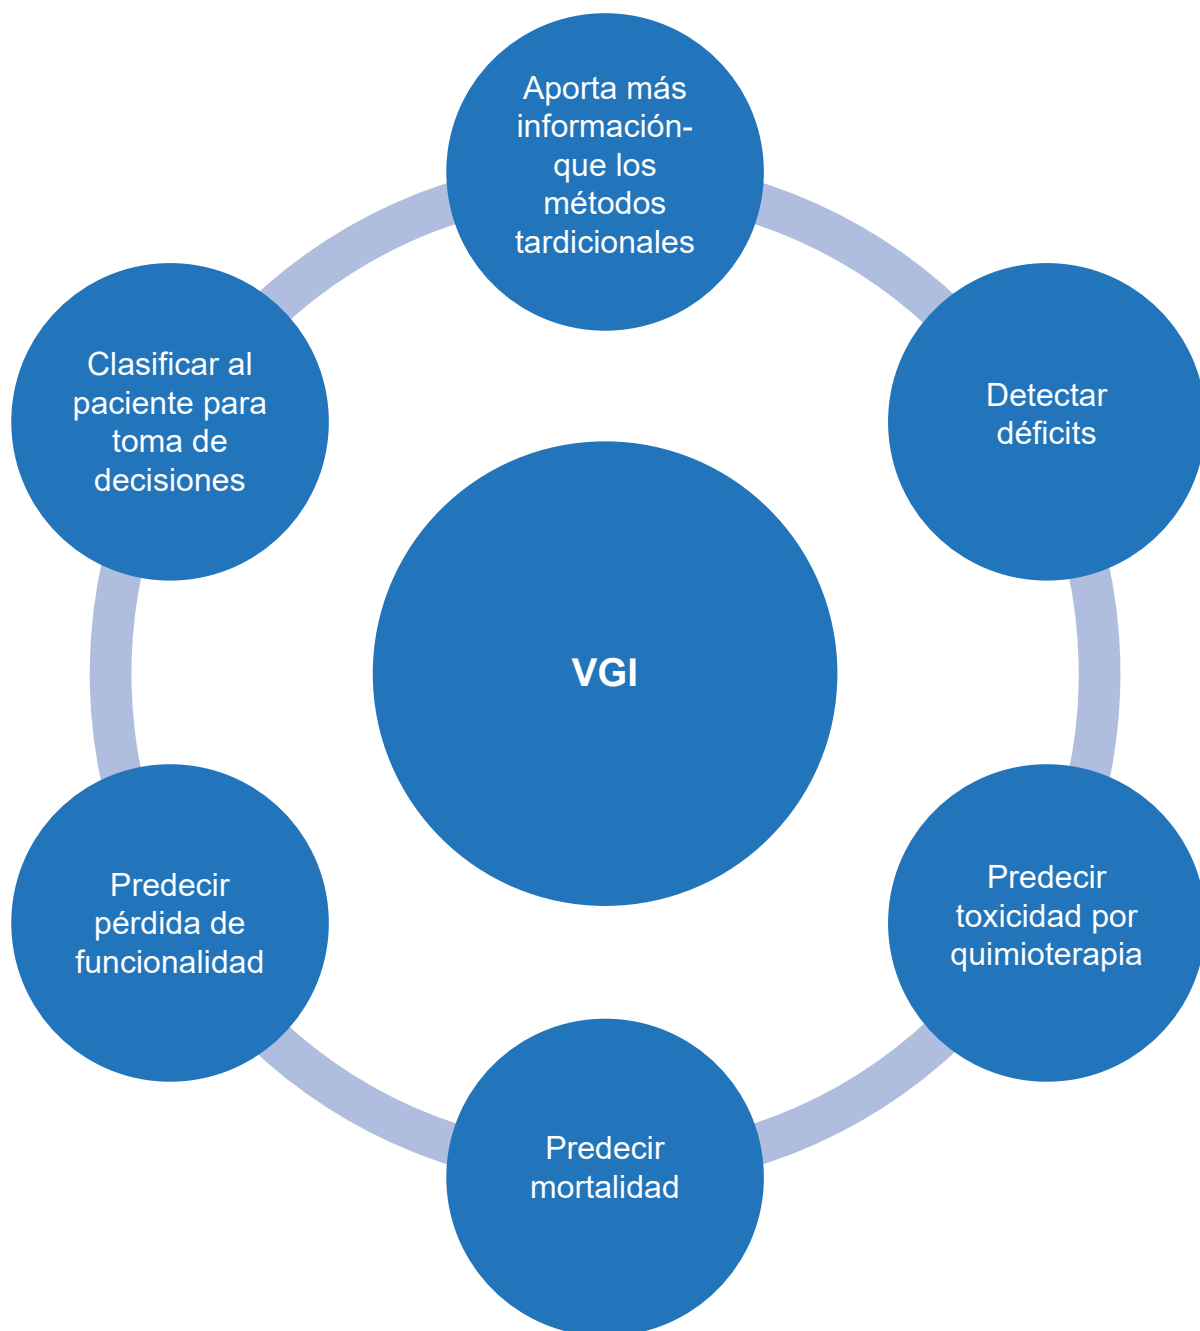 Aporta más
información-
que los
métodos
tardicionales
Detectar
déficits
Predecir
toxicidad por
quimioterapia
Predecir
mortalidad
Predecir
pérdida de
funcionalidad
Clasificar al
paciente para
toma de
decisiones
VGI